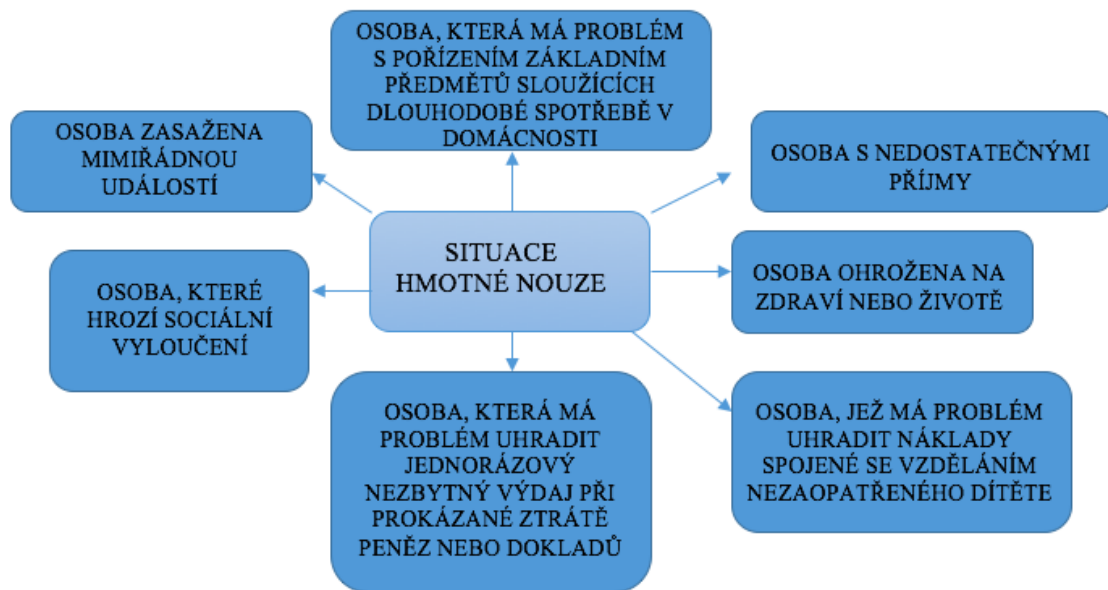 OSOBA, KTERÁ MÁ PROBLÉM
S POŘÍZENÍM ZÁKLADNÍM
PŘEDMĚTŮ SLOUŽÍCÍCH
DLOUHODOBÉ SPOTŘEBĚ V
DOMÁCNOSTI
OSOBA ZASAŽENA
MIMIŘÁDNOU
UDÁLOSTÍ
OSOBA S NEDOSTATEČNÝMI
PŘÍJMY
SITUACE
HMOTNÉ NOUZE
OSOBA, KTERÉ
HROZÍ SOCIÁLNÍ
VYLOUČENÍ
OSOBA OHROŽENA NA
ZDRAVÍ NEBO ŽIVOTĚ
OSOBA, KTERÁ MÁ
PROBLÉM UHRADIT
JEDNORÁZOVÝ
NEZBYTNÝ VÝDAJ PŘI
PROKÁZANÉ ZTRÁTĚ
PENĚZ NEBO DOKLADŮ
OSOBA, JEŽ MÁ PROBLÉM
UHRADIT NÁKLADY
SPOJENÉ SE VZDĚLÁNÍM
NEZAOPATŘENÉHO DÍTĚTE